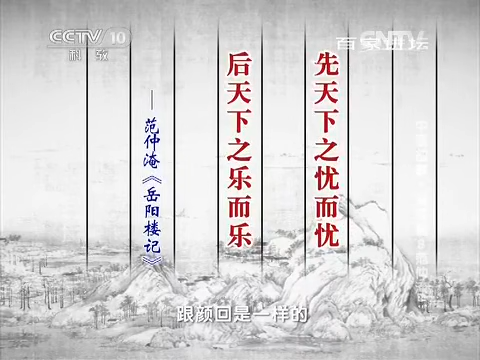 CCTV 10
科教
百家讲坛
CNTV
先天下之忧而忧
后天下之乐而乐
——范仲淹《岳阳楼记》
跟颜回是一样的